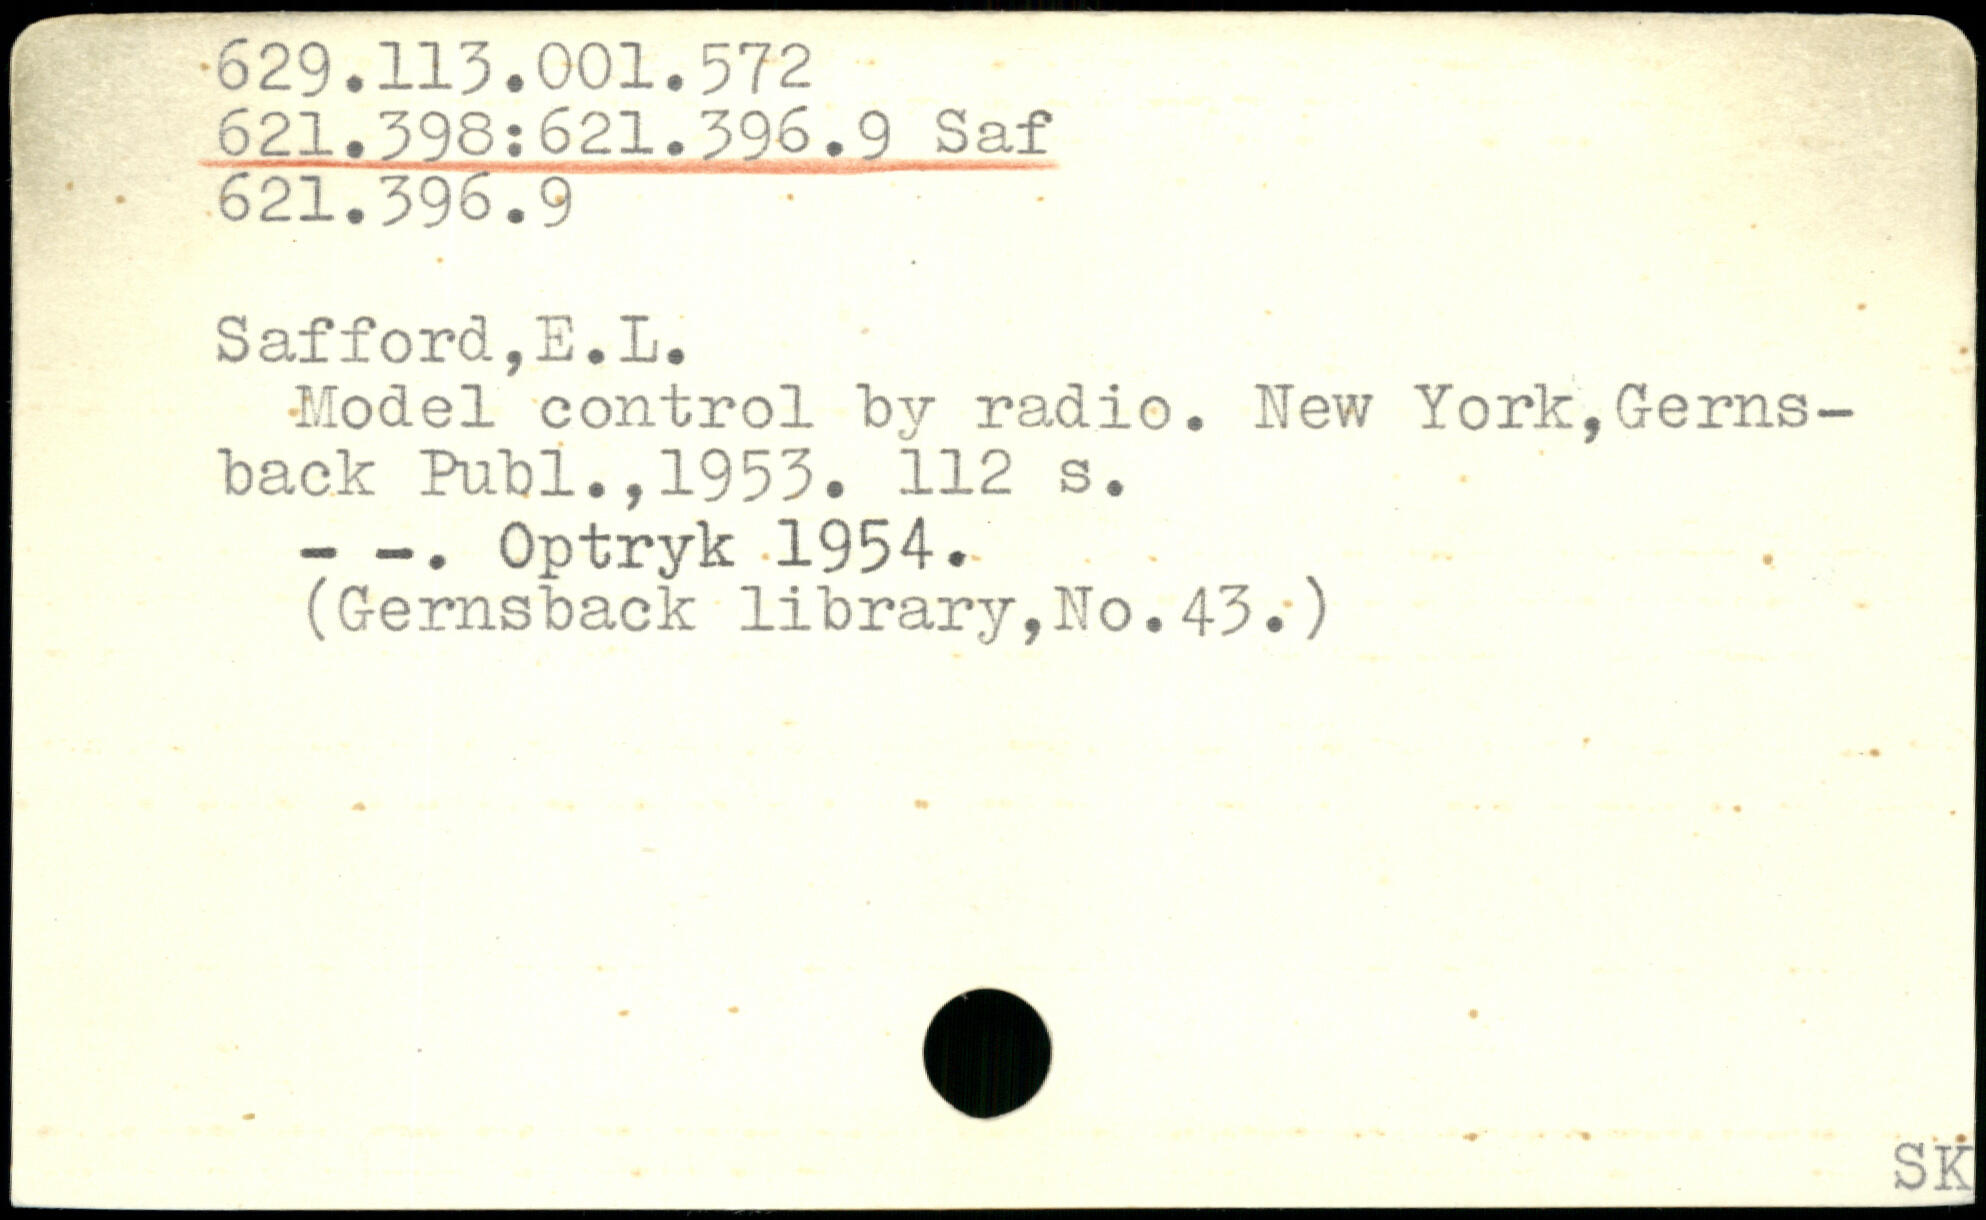 629.113.001.572
621.398:621.396.9 Saf
621.396.9
Safford,E.L.
Model control by radio. New York,Gerns-
back Publ.,1953. 112 s.
- -. Optryk 1954.
(Gernsback library,No.43.)
SK